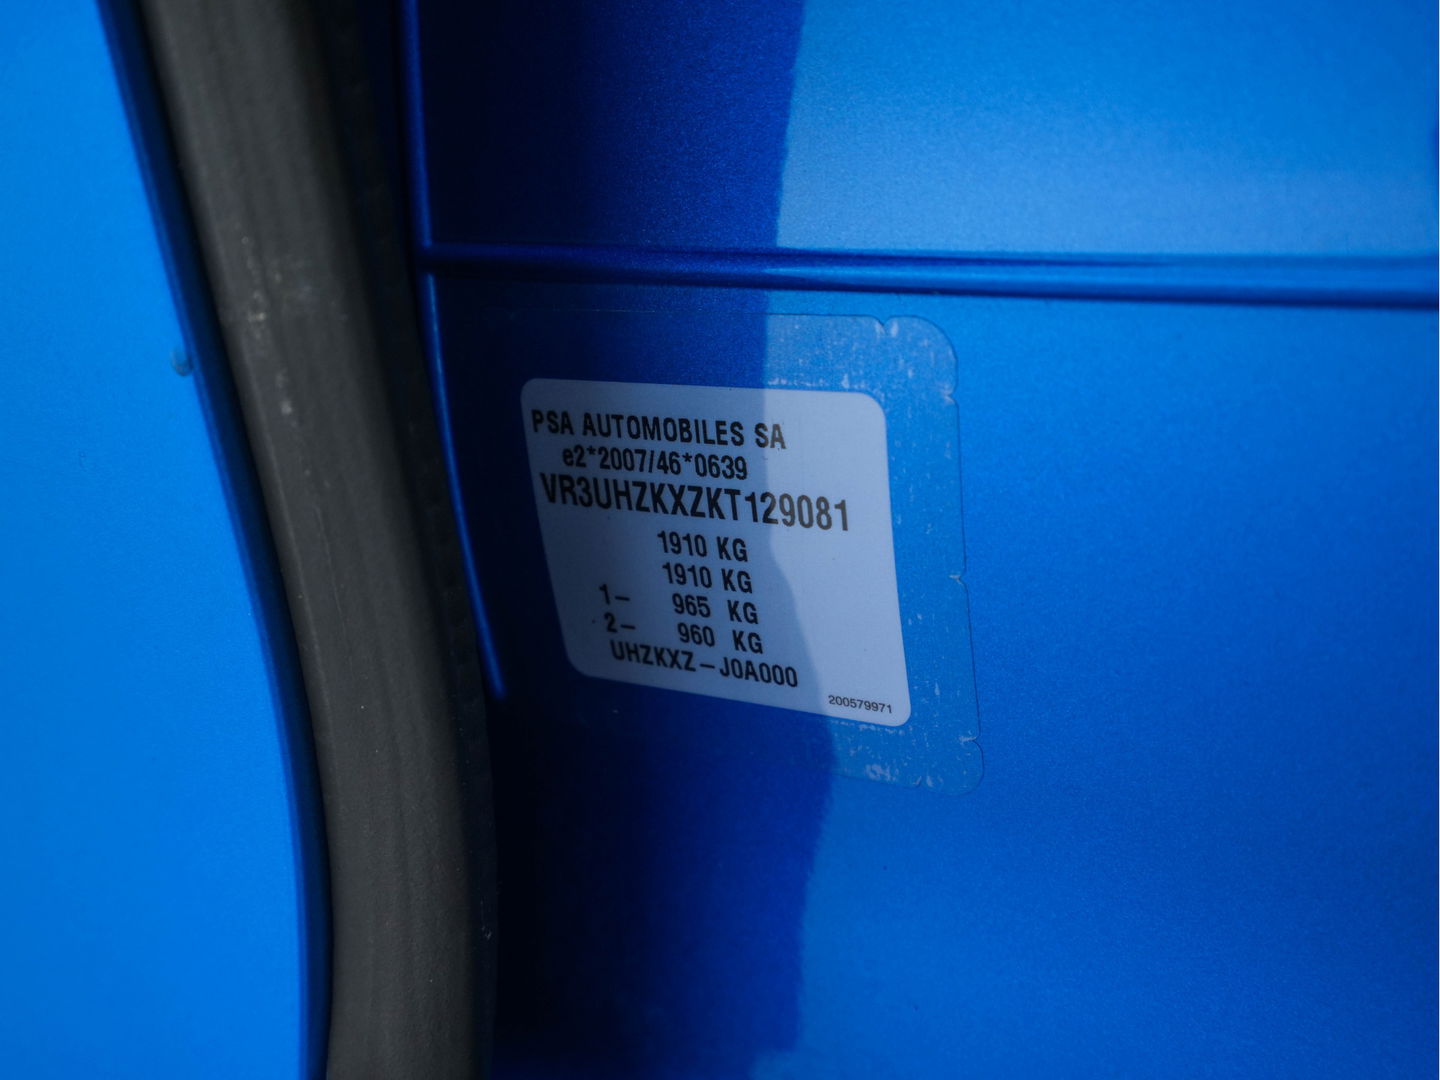 PSA AUTOMOBILES SA
e2*2007/46*0639
VR3UHZKXZKT129081
1910 KG
1910 KG
1– 965 KG
2– 960 KG
UHZKXZ–J0A000
200579971